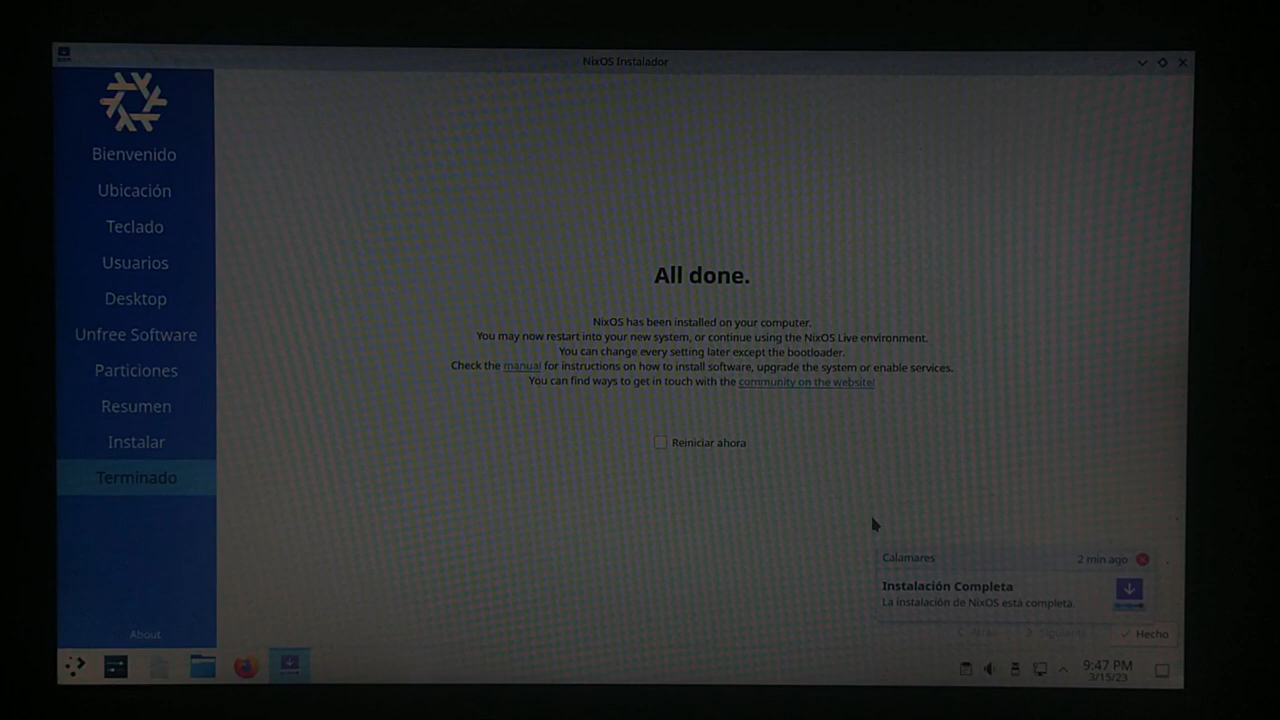 NixOS Instalador
Bienvenido
Ubicación
Teclado
Usuarios
Desktop
Unfree Software
Particiones
Resumen
Instalar
Terminado
About
All done.
NixOS has been installed on your computer.
You may now restart into your new system, or continue using the NixOS Live environment.
You can change every setting later except the bootloader.
Check the manual for instructions on how to install software, upgrade the system or enable services.
You can find ways to get in touch with the community on the website!
Reiniciar ahora
Calamares 2 min ago
Instalación Completa
La instalación de NixOS está completa.
Atrás Siguiente Hecho
9:47 PM
3/15/23